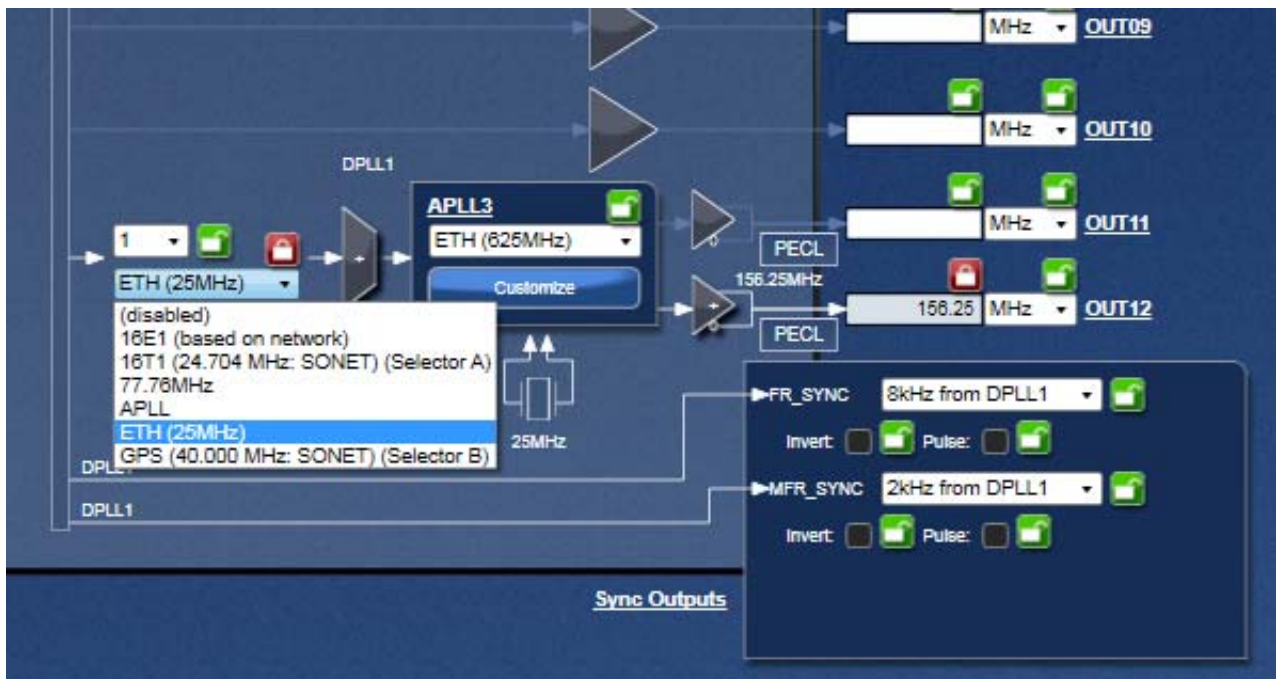 MHz OUT09
MHz OUT10
DPLL1
APLL3
1
ETH (625MHz)
MHz OUT11
PECL
ETH (25MHz)
Customize
156.25MHz
156.25 MHz OUT12
(disabled)
16E1 (based on network)
16T1 (24.704 MHz: SONET) (Selector A)
77.76MHz
APLL
ETH (25MHz)
GPS (40.000 MHz: SONET) (Selector B)
PECL
25MHz
FR_SYNC 8kHz from DPLL1
Invert: Pulse:
MFR_SYNC 2kHz from DPLL1
Invert: Pulse:
DPLL1
Sync Outputs